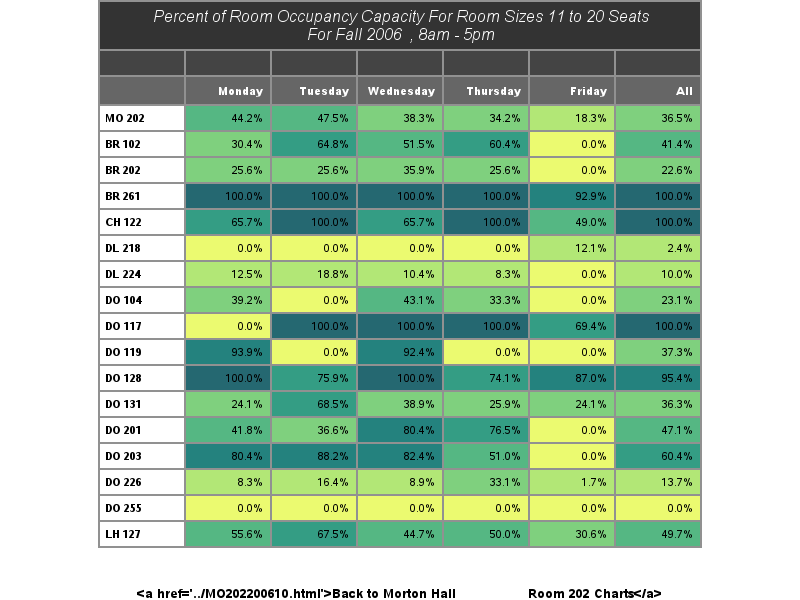 Percent of Room Occupancy Capacity For Room Sizes 11 to 20 Seats
For Fall 2006 , 8am - 5pm
Monday Tuesday Wednesday Thursday Friday All
MO 202 44.2% 47.5% 38.3% 34.2% 18.3% 36.5%
BR 102 30.4% 64.8% 51.5% 60.4% 0.0% 41.4%
BR 202 25.6% 25.6% 35.9% 25.6% 0.0% 22.6%
BR 261 100.0% 100.0% 100.0% 100.0% 92.9% 100.0%
CH 122 65.7% 100.0% 65.7% 100.0% 49.0% 100.0%
DL 218 0.0% 0.0% 0.0% 0.0% 12.1% 2.4%
DL 224 12.5% 18.8% 10.4% 8.3% 0.0% 10.0%
DO 104 39.2% 0.0% 43.1% 33.3% 0.0% 23.1%
DO 117 0.0% 100.0% 100.0% 100.0% 69.4% 100.0%
DO 119 93.9% 0.0% 92.4% 0.0% 0.0% 37.3%
DO 128 100.0% 75.9% 100.0% 74.1% 87.0% 95.4%
DO 131 24.1% 68.5% 38.9% 25.9% 24.1% 36.3%
DO 201 41.8% 36.6% 80.4% 76.5% 0.0% 47.1%
DO 203 80.4% 88.2% 82.4% 51.0% 0.0% 60.4%
DO 226 8.3% 16.4% 8.9% 33.1% 1.7% 13.7%
DO 255 0.0% 0.0% 0.0% 0.0% 0.0% 0.0%
LH 127 55.6% 67.5% 44.7% 50.0% 30.6% 49.7%
<a href='../MO202200610.html'>Back to Morton Hall Room 202 Charts</a>